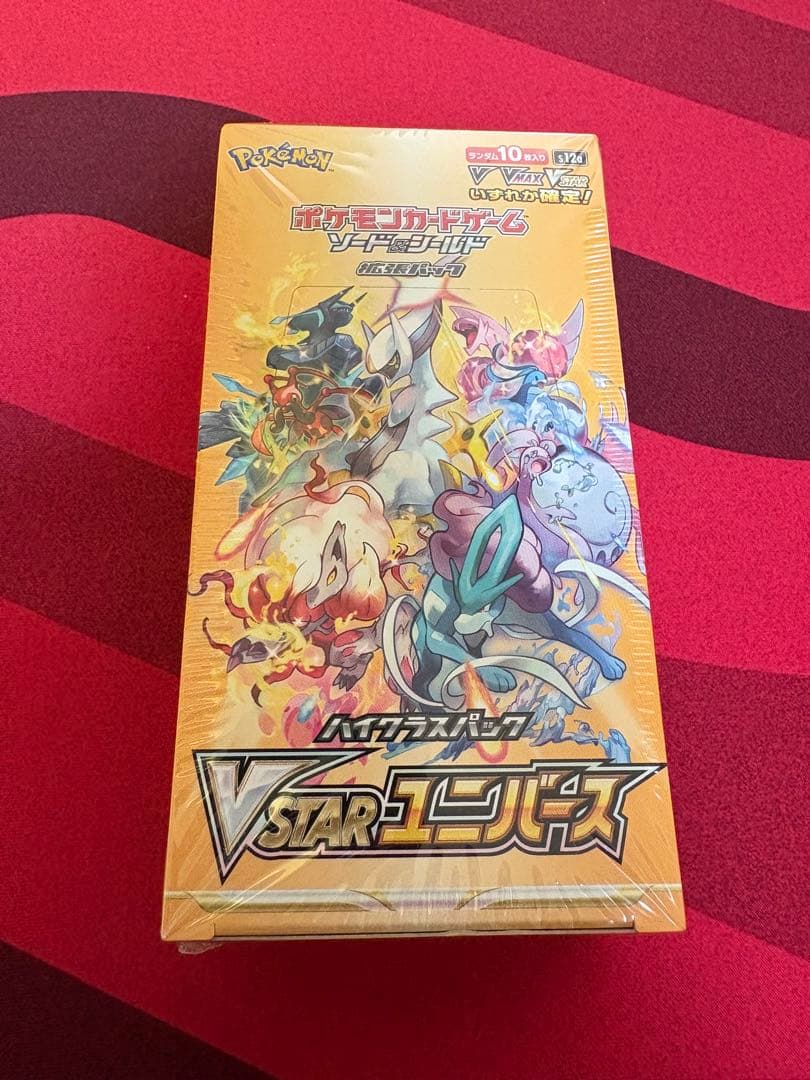 POKéMON™
ランダム10枚入り s12a
V VMAX VSTAR
いずれか確定!
ポケモンカードゲーム
ソード&シールド
拡張パック
ハイクラスパック
VSTARユニバース